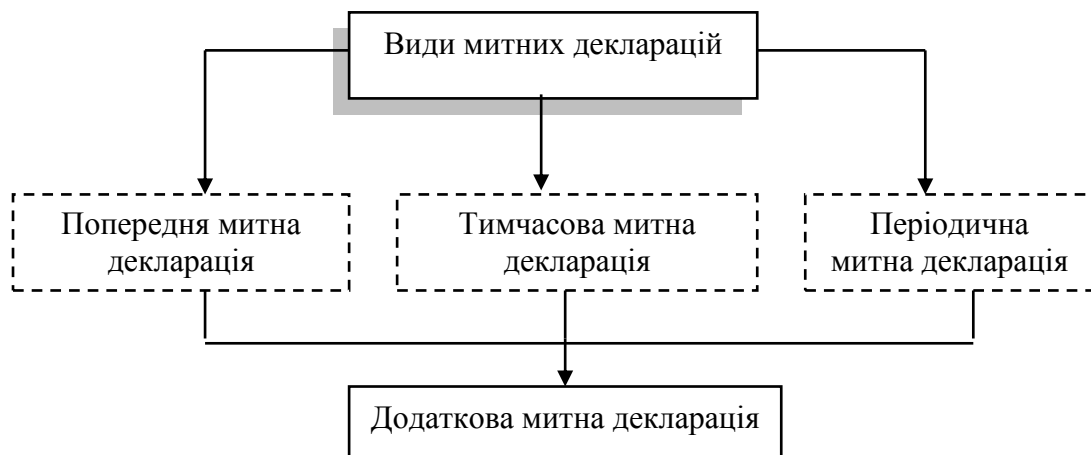 Види митних декларацій
Попередня митна
декларація
Тимчасова митна
декларація
Періодична
митна декларація
Додаткова митна декларація